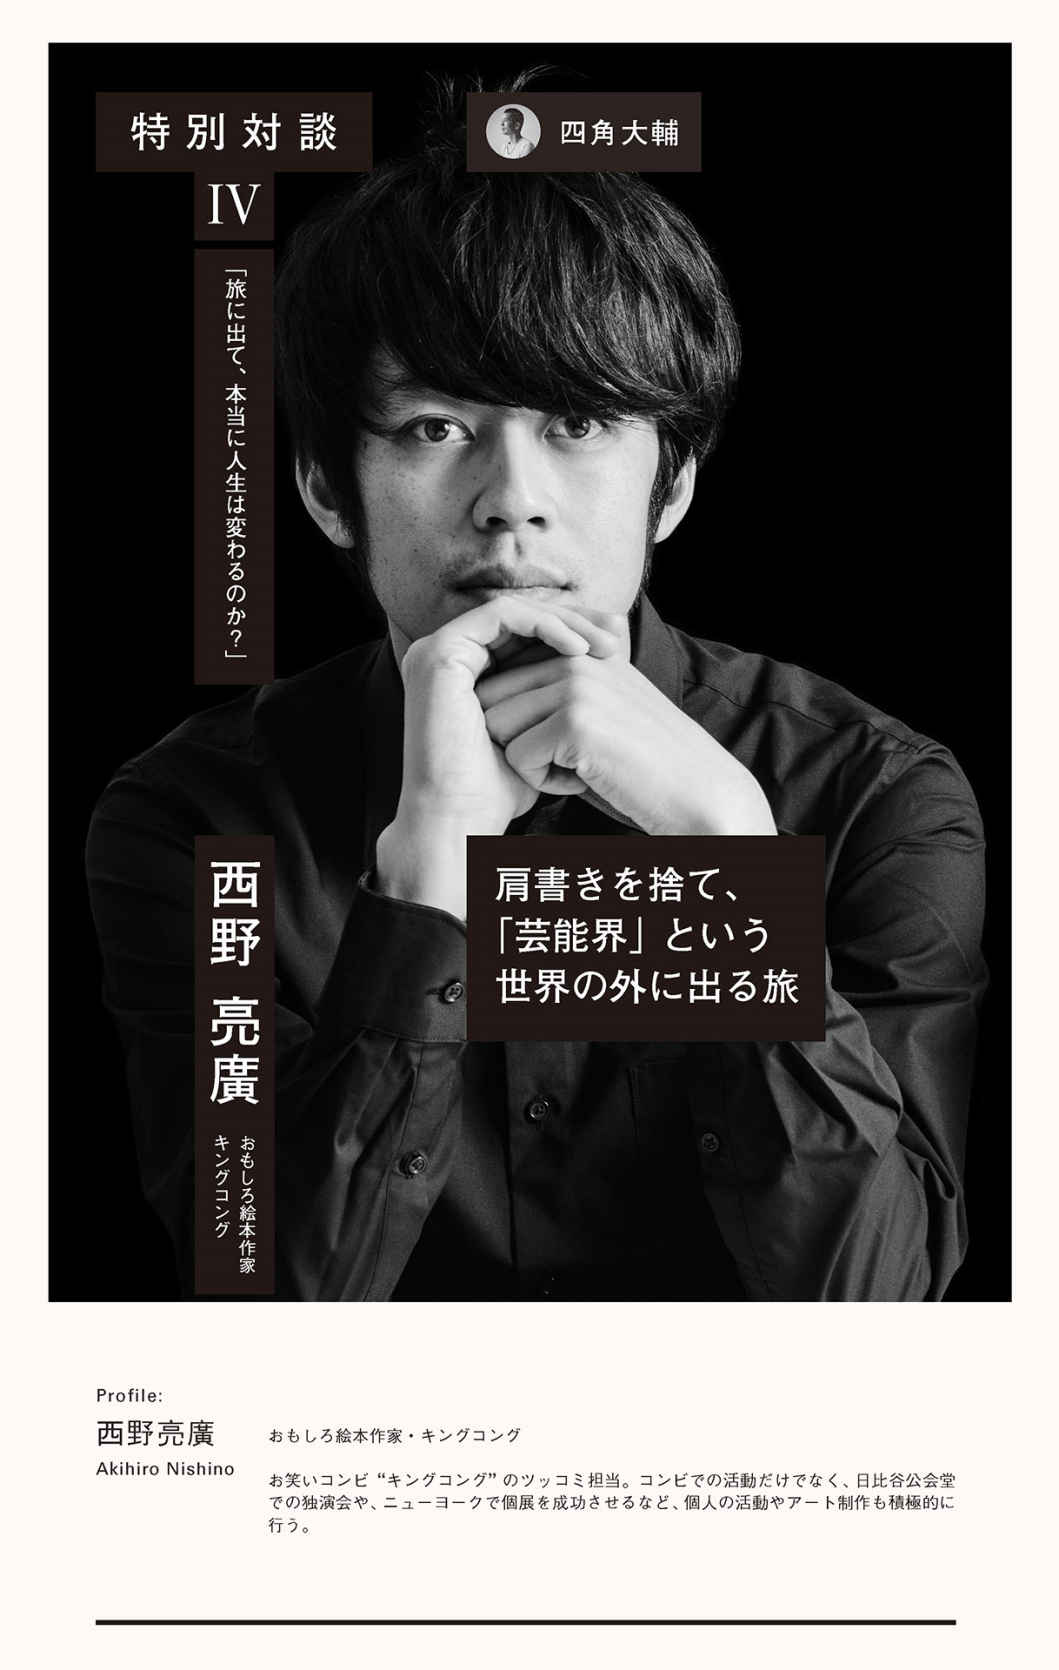 特別対談
IV
四角大輔
「旅に出て、本当に人生は変わるのか？」
西野 亮廣
おもしろ絵本作家
キングコング
肩書きを捨て、
「芸能界」という
世界の外に出る旅
Profile:
西野亮廣
Akihiro Nishino
おもしろ絵本作家・キングコング
お笑いコンビ“キングコング”のツッコミ担当。コンビでの活動だけでなく、日比谷公会堂
での独演会や、ニューヨークで個展を成功させるなど、個人の活動やアート制作も積極的に
行う。